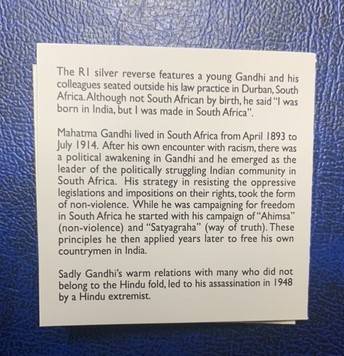 The R1 silver reverse features a young Gandhi and his
colleagues seated outside his law practice in Durban, South
Africa. Although not South African by birth, he said "I was
born in India, but I was made in South Africa".
Mahatma Gandhi lived in South Africa from April 1893 to
July 1914. After his own encounter with racism, there was
a political awakening in Gandhi and he emerged as the
leader of the politically struggling Indian community in
South Africa. His strategy in resisting the oppressive
legislations and impositions on their rights, took the form
of non-violence. While he was campaigning for freedom
in South Africa he started with his campaign of "Ahimsa"
(non-violence) and "Satyagraha" (way of truth). These
principles he then applied years later to free his own
countrymen in India.
Sadly Gandhi's warm relations with many who did not
belong to the Hindu fold, led to his assassination in 1948
by a Hindu extremist.